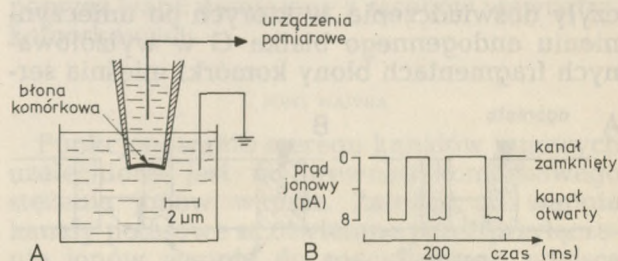 urządzenia
pomiarowe
błona
komórkowa
2 µm
A
prąd
jonowy
(pA)
0
8
kanał
zamknięty
kanał
otwarty
B
200
czas (ms)